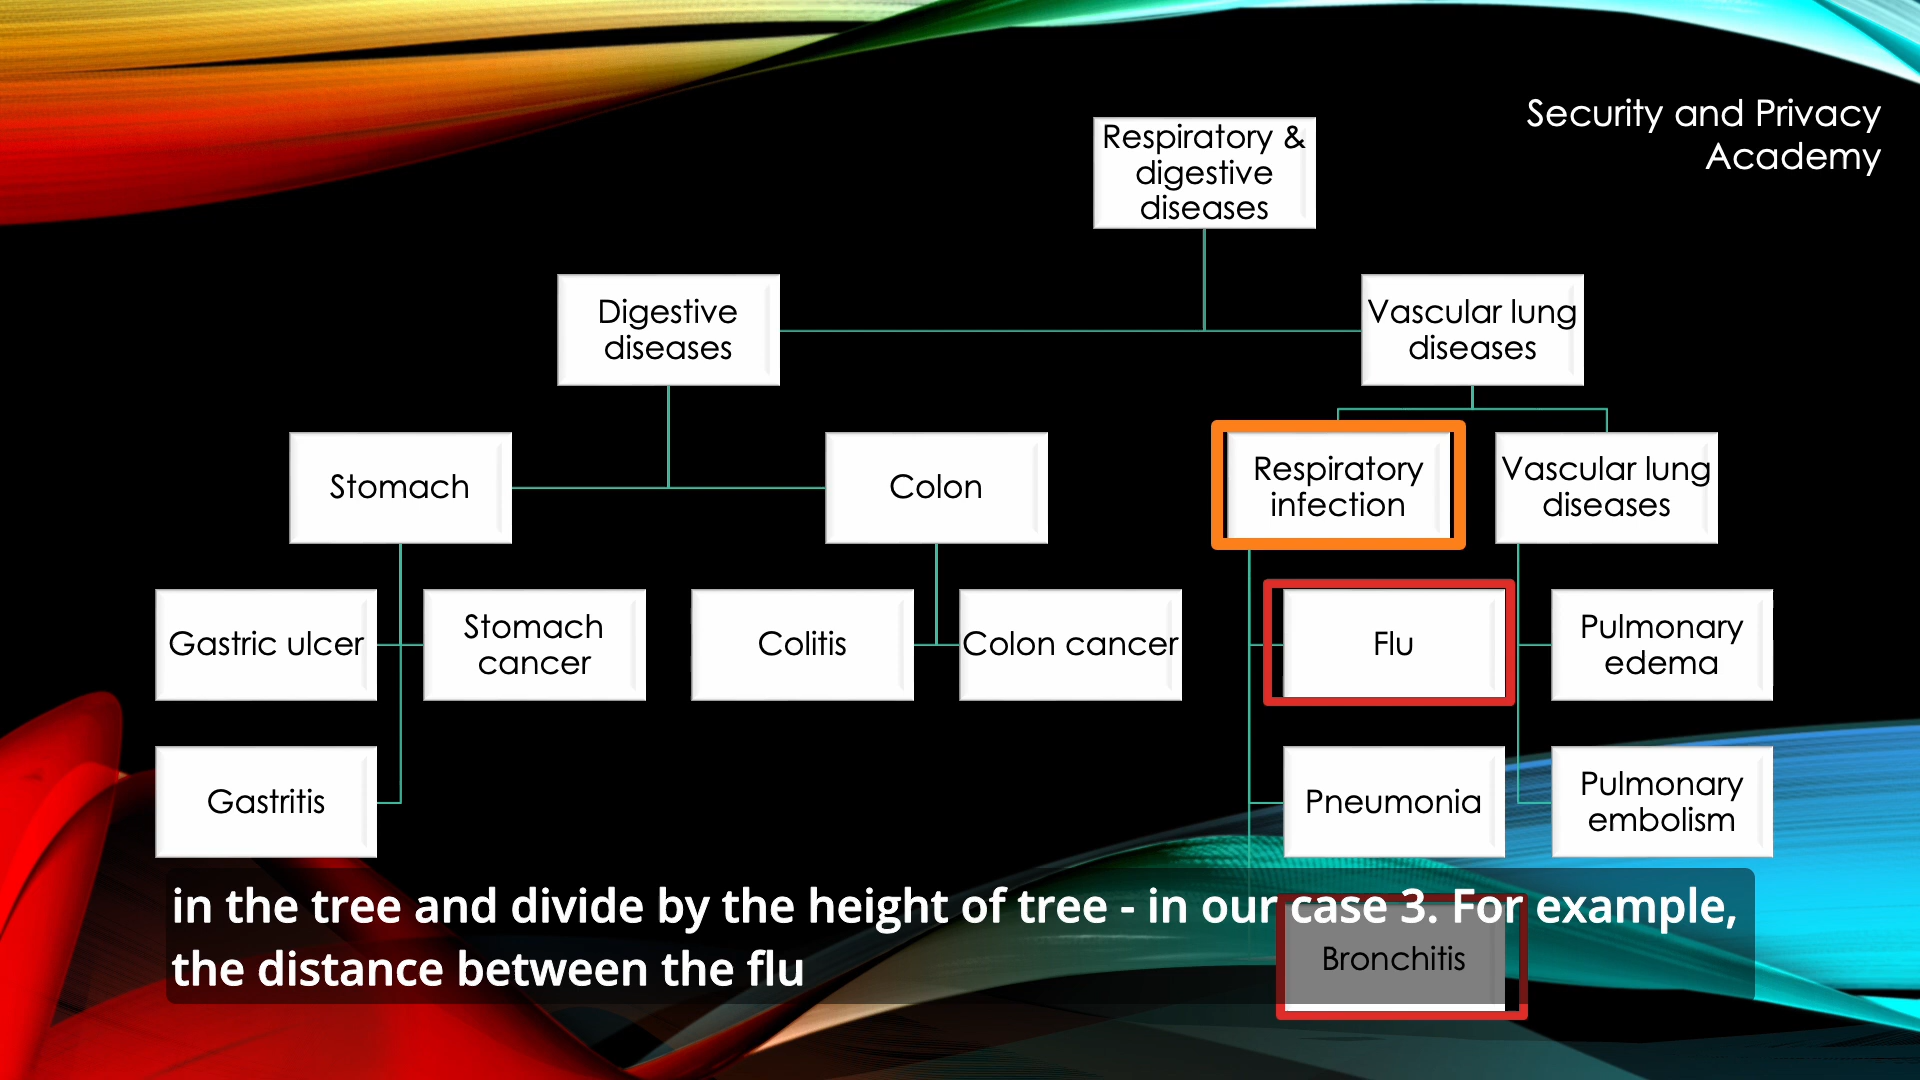 Security and Privacy
Academy
Respiratory &
digestive
diseases
Digestive
diseases
Vascular lung
diseases
Stomach
Colon
Respiratory
infection
Vascular lung
diseases
Gastric ulcer
Stomach
cancer
Colitis
Colon cancer
Flu
Pulmonary
edema
Gastritis
Pneumonia
Pulmonary
embolism
Bronchitis
in the tree and divide by the height of tree - in our case 3. For example,
the distance between the flu